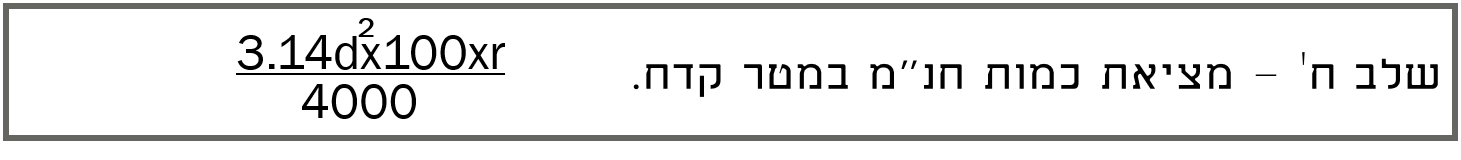 שלב ח' – מציאת כמות חנ"מ במטר קדח.
3.14d²x100xr
4000